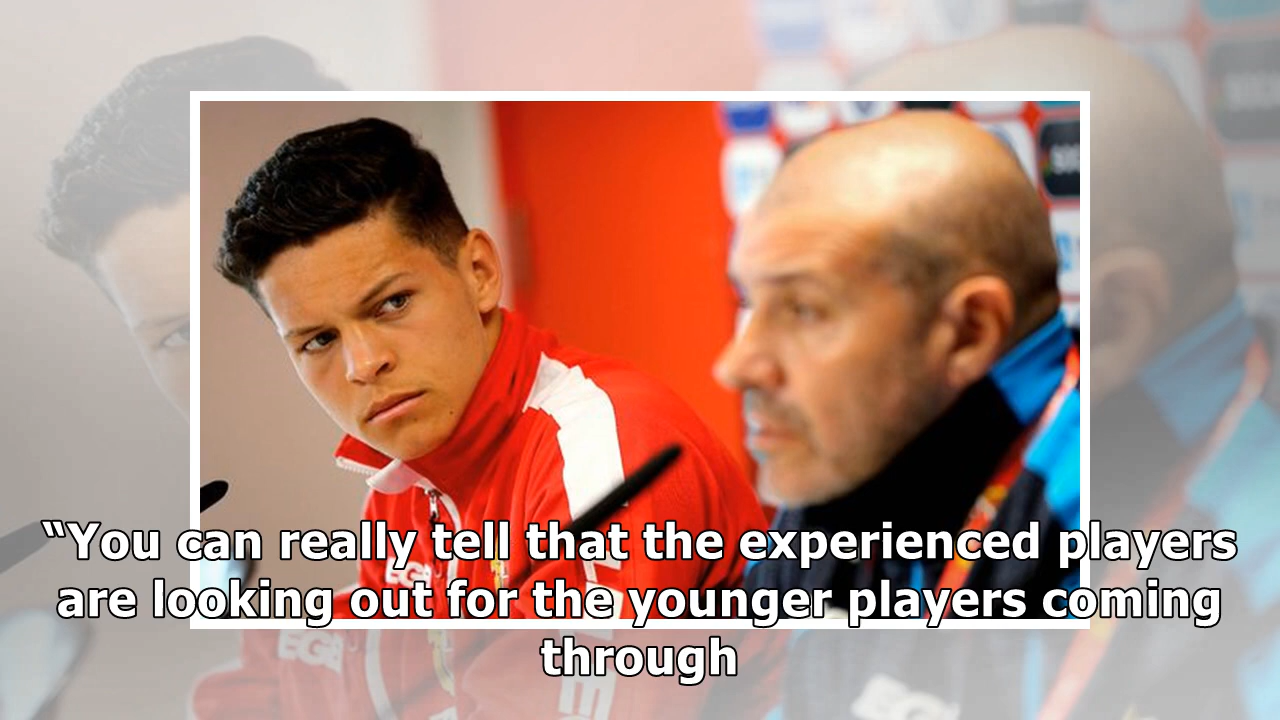 “You can really tell that the experienced players
are looking out for the younger players coming
through